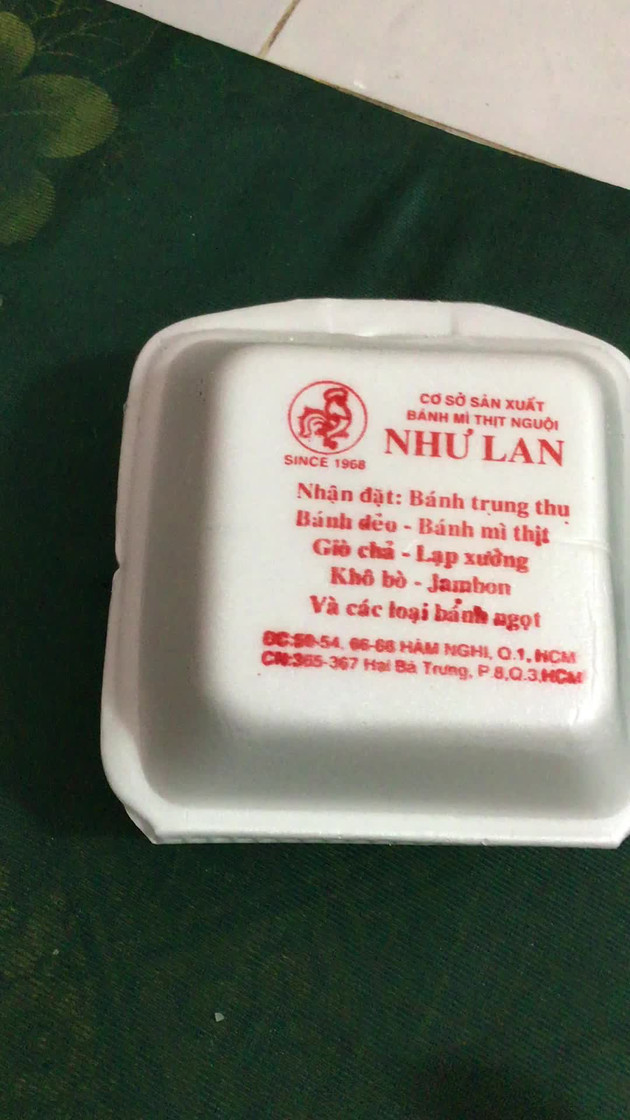 CƠ SỞ SẢN XUẤT
BÁNH MÌ THỊT NGUỘI
NHƯ LAN
SINCE 1968
Nhận đặt: Bánh trung thu
Bánh dẻo - Bánh mì thịt
Giò chả - Lạp xưởng
Khô bò - Jambon
Và các loại bánh ngọt
ĐC:50-54, 66-68 HÀM NGHI, Q.1, HCM
CN:365-367 Hai Bà Trưng, P.8,Q.3,HCM